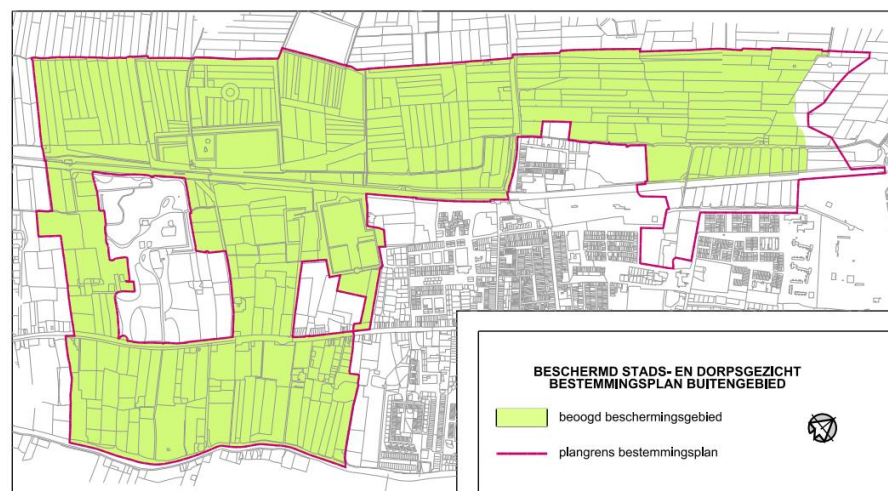 BESCHERMD STADS- EN DORPSGEZICHT
BESTEMMINGSPLAN BUITENGEBIED
beoogd beschermingsgebied
plangrens bestemmingsplan